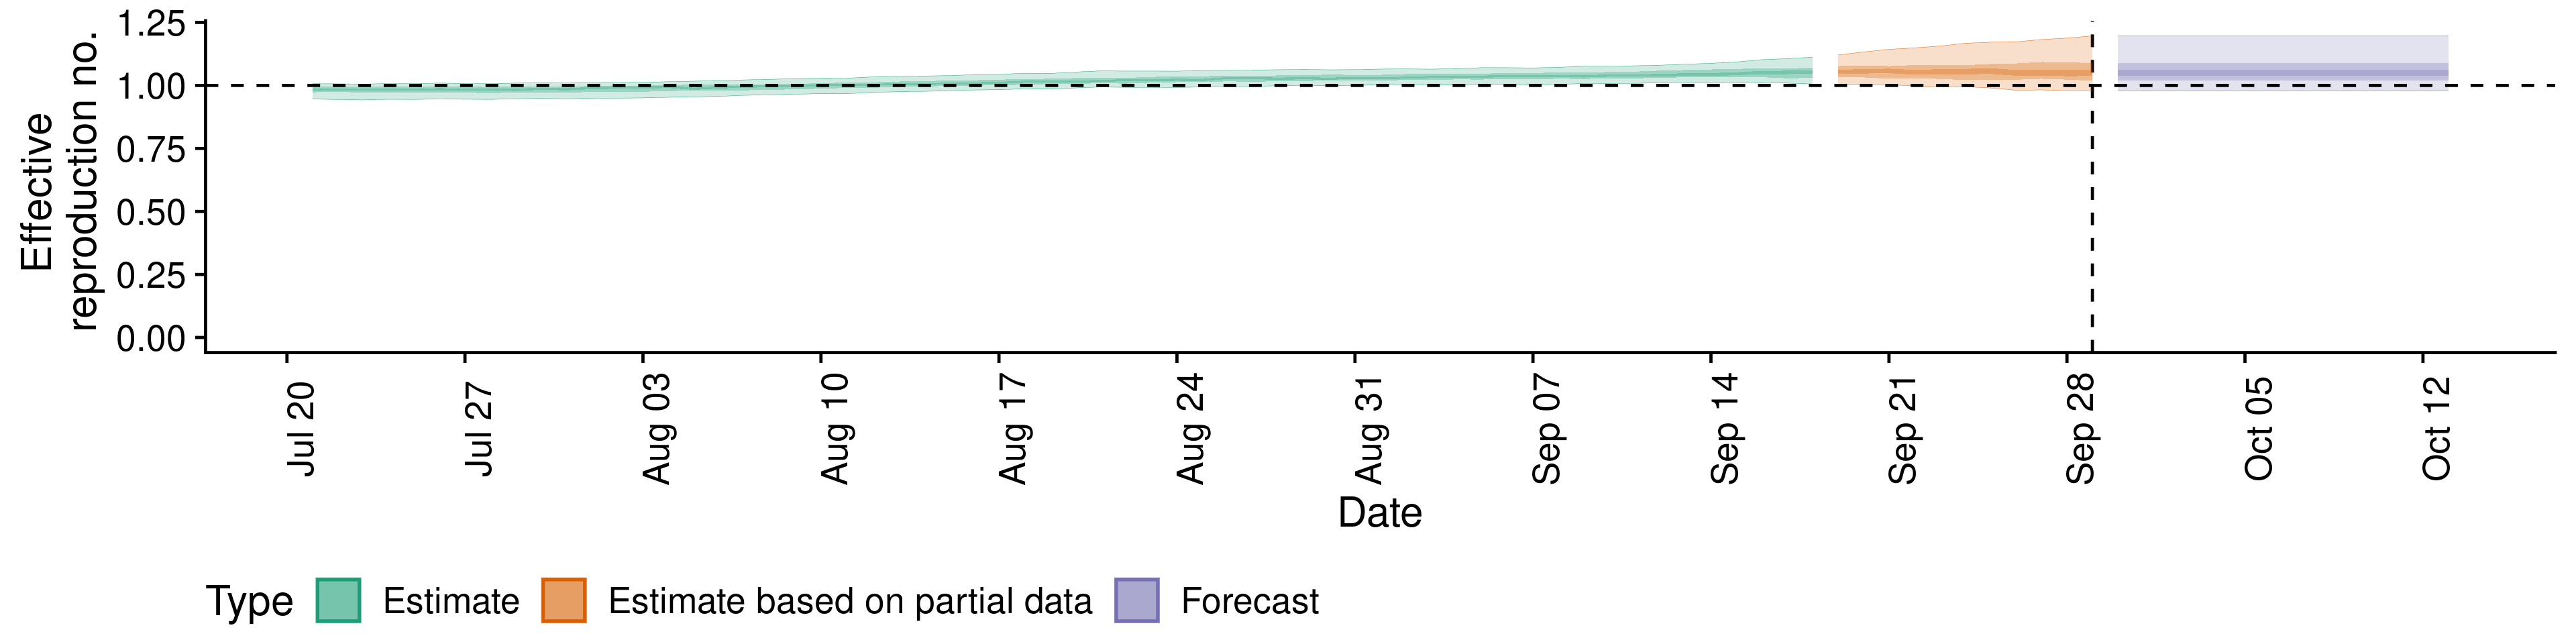 Effective
reproduction no.
1.25
1.00
0.75
0.50
0.25
0.00
Jul 20
Jul 27
Aug 03
Aug 10
Aug 17
Aug 24
Aug 31
Sep 07
Sep 14
Sep 21
Sep 28
Oct 05
Oct 12
Date
Type Estimate Estimate based on partial data Forecast